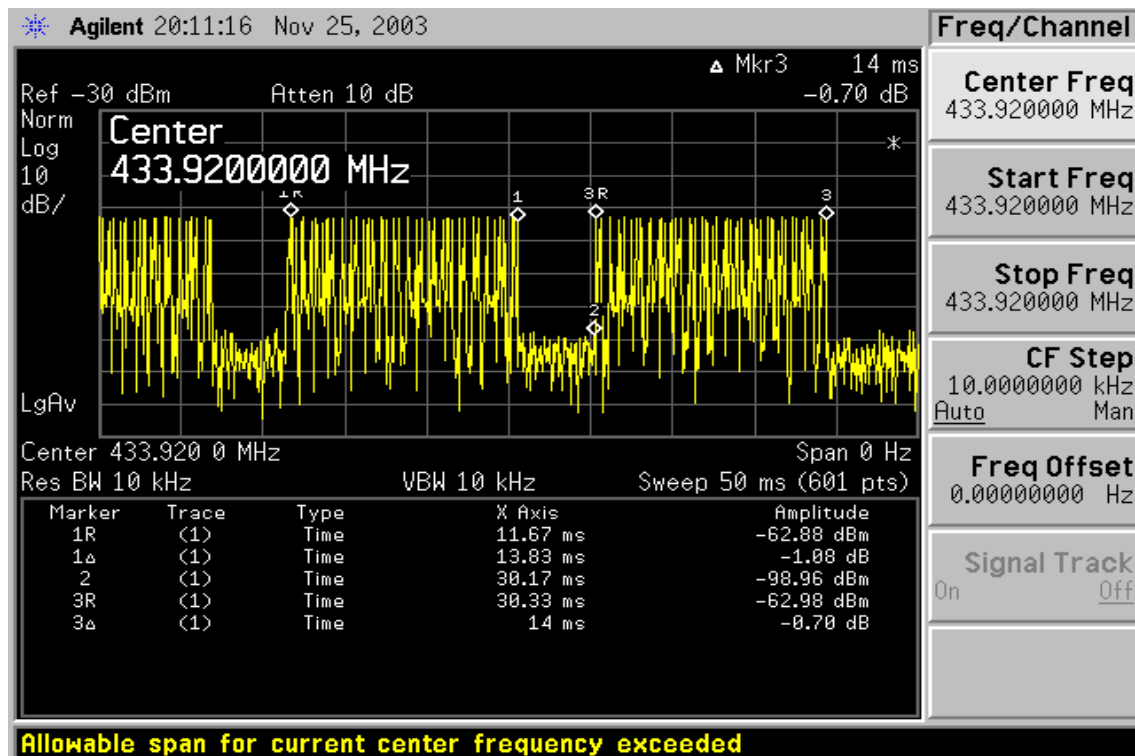 Agilent 20:11:16 Nov 25, 2003
Freq/Channel
Δ Mkr3 14 ms
Ref −30 dBm Atten 10 dB −0.70 dB
Norm
Log
10
dB/
Center
433.9200000 MHz
*
1R 1 3R 3
2
LgAv
Center 433.920 0 MHz Span 0 Hz
Res BW 10 kHz VBW 10 kHz Sweep 50 ms (601 pts)
Marker Trace Type X Axis Amplitude
1R (1) Time 11.67 ms −62.88 dBm
1Δ (1) Time 13.83 ms −1.08 dB
2 (1) Time 30.17 ms −98.96 dBm
3R (1) Time 30.33 ms −62.98 dBm
3Δ (1) Time 14 ms −0.70 dB
Center Freq
433.920000 MHz
Start Freq
433.920000 MHz
Stop Freq
433.920000 MHz
CF Step
10.0000000 kHz
Auto Man
Freq Offset
0.00000000 Hz
Signal Track
On Off
Allowable span for current center frequency exceeded